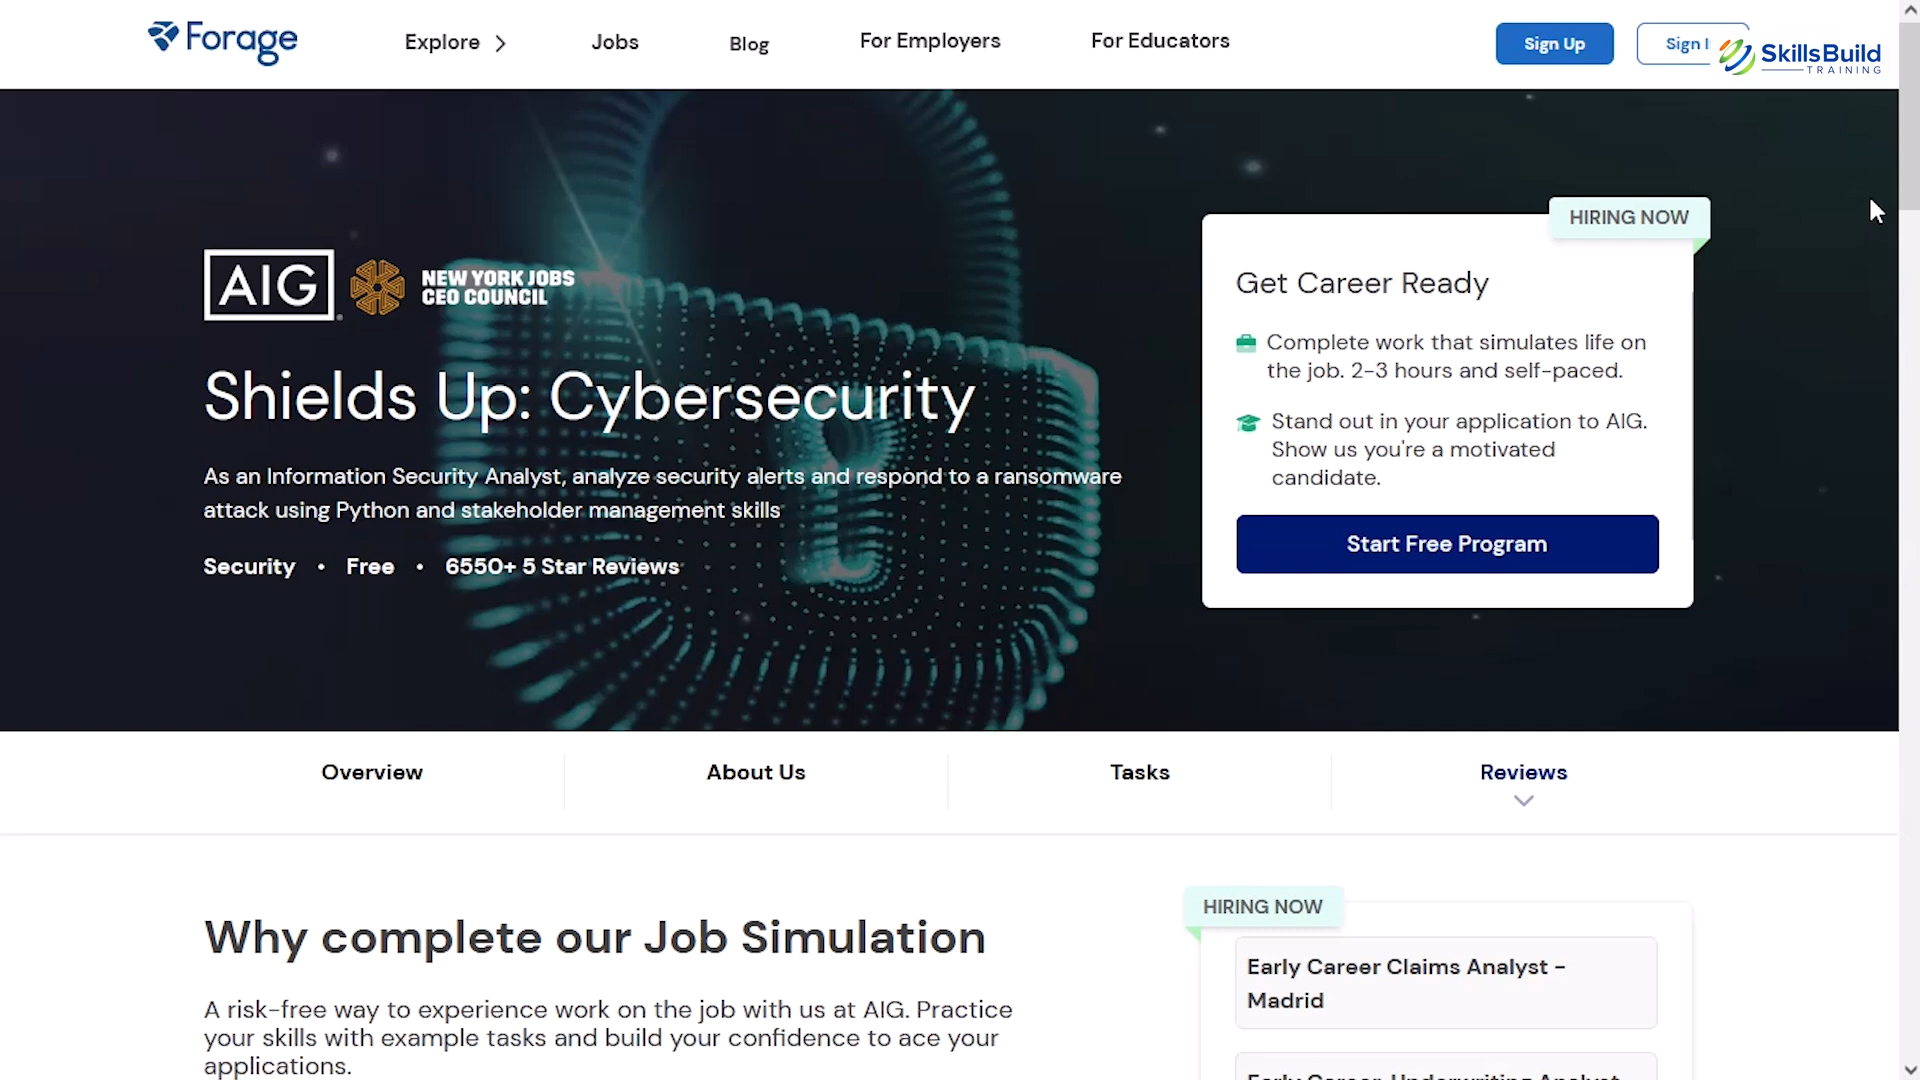 Forage
Explore
Jobs
Blog
For Employers
For Educators
Sign Up
Sign
SkillsBuild
TRAINING
HIRING NOW
AIG
NEW YORK JOBS
CEO COUNCIL
Get Career Ready
Complete work that simulates life on
the job. 2-3 hours and self-paced.
Shields Up: Cybersecurity
Stand out in your application to AIG.
Show us you're a motivated
candidate.
As an Information Security Analyst, analyze security alerts and respond to a ransomware
attack using Python and stakeholder management skills
Start Free Program
Security • Free • 6550+ 5 Star Reviews
Overview
About Us
Tasks
Reviews
HIRING NOW
Why complete our Job Simulation
Early Career Claims Analyst -
Madrid
A risk-free way to experience work on the job with us at AIG. Practice
your skills with example tasks and build your confidence to ace your
applications.
Early Career Underwriting Analyst